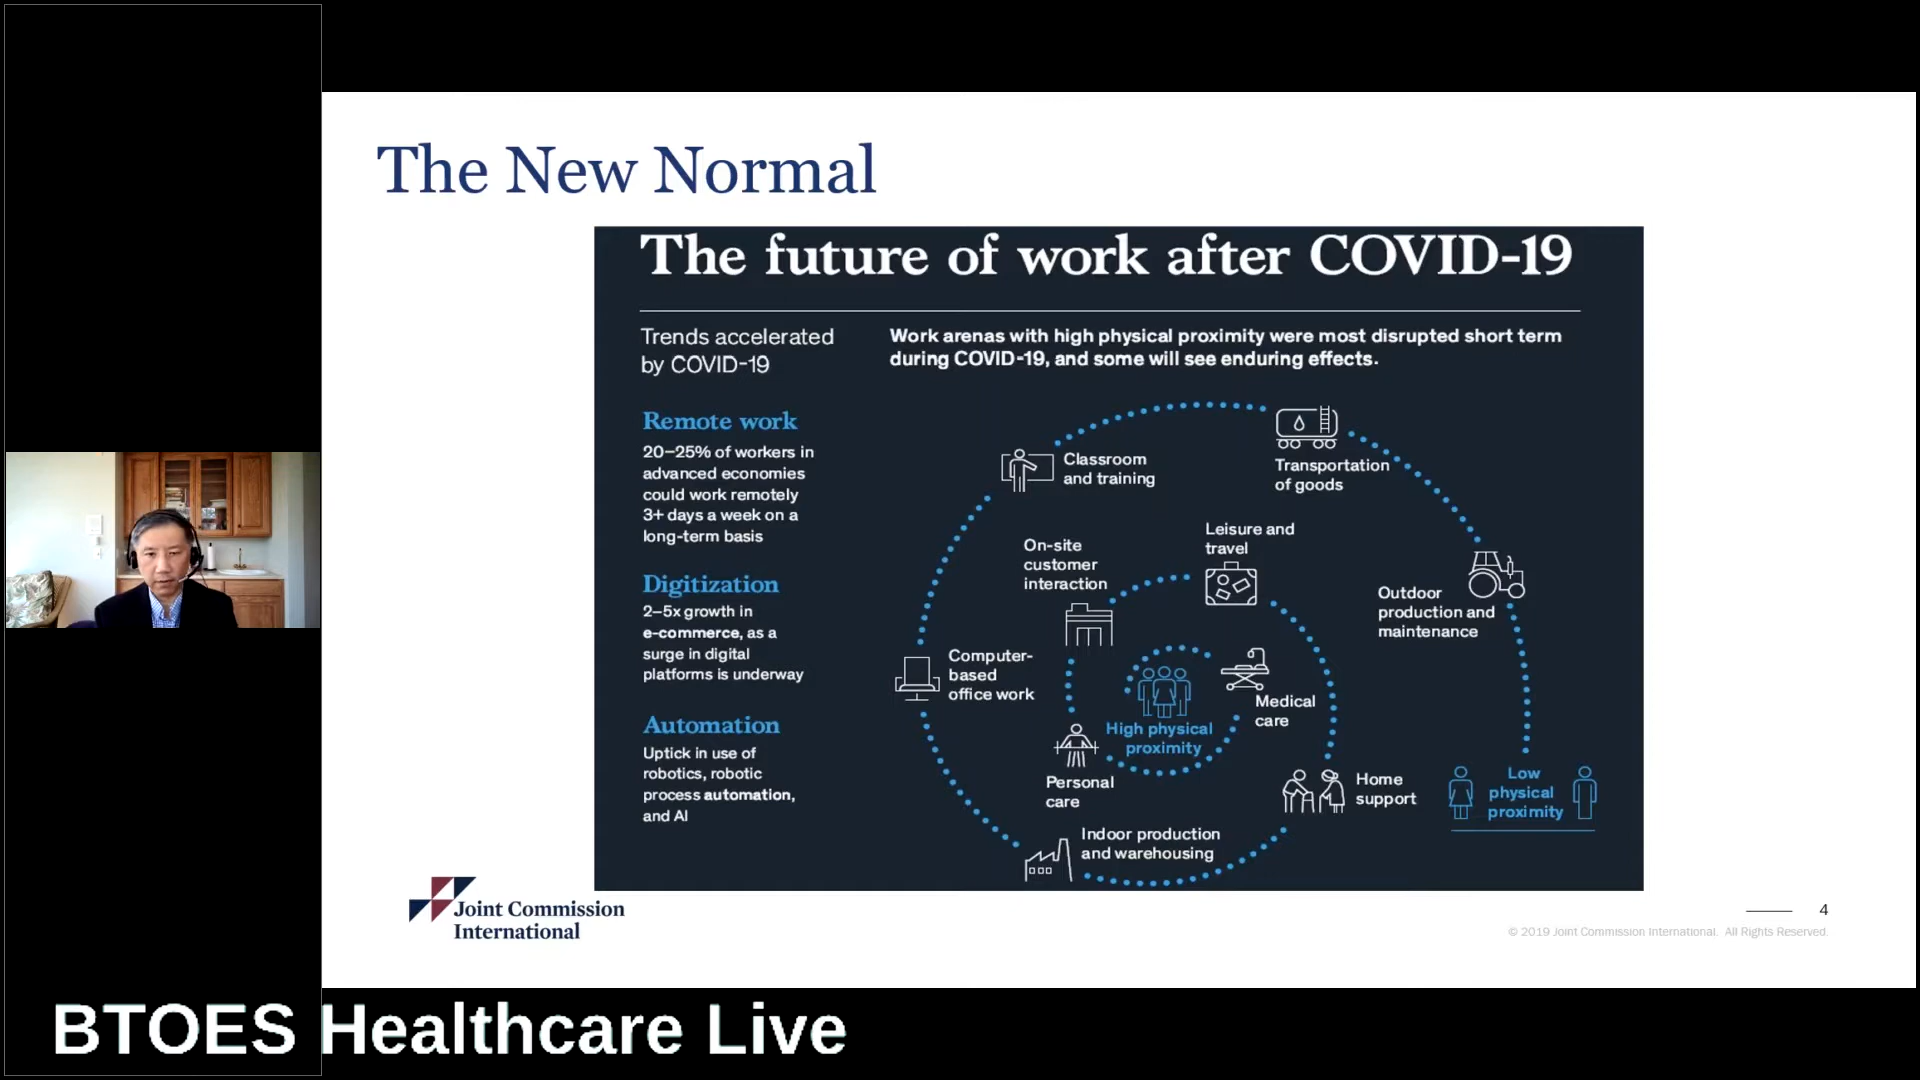 The New Normal
The future of work after COVID-19
Trends accelerated
by COVID-19
Work arenas with high physical proximity were most disrupted short term
during COVID-19, and some will see enduring effects.
Remote work
20–25% of workers in
advanced economies
could work remotely
3+ days a week on a
long-term basis
Digitization
2–5x growth in
e-commerce, as a
surge in digital
platforms is underway
Automation
Uptick in use of
robotics, robotic
process automation,
and AI
Classroom
and training
Transportation
of goods
Leisure and
travel
On-site
customer
interaction
Outdoor
production and
maintenance
Computer-
based
office work
Medical
care
High physical
proximity
Personal
care
Home
support
Low
physical
proximity
Indoor production
and warehousing
Joint Commission
International
4
© 2019 Joint Commission International. All Rights Reserved.
BTOES Healthcare Live